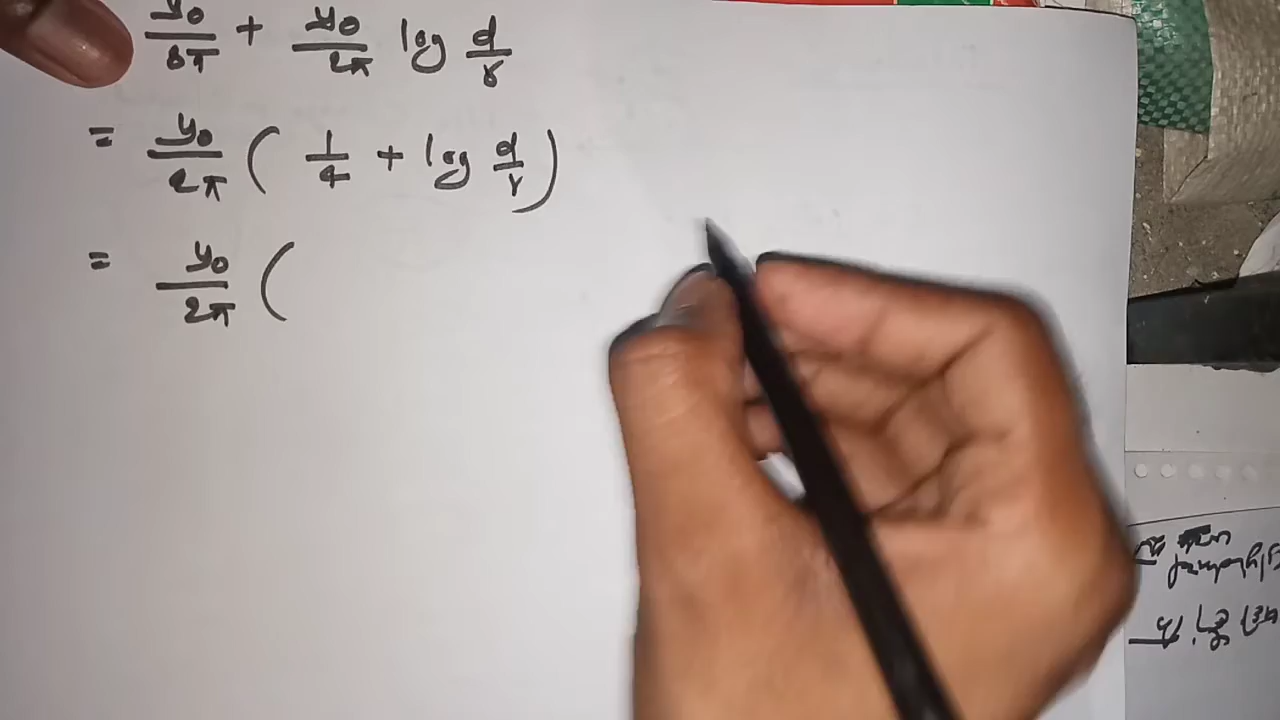 μ₀/8π + μ₀/2π log d/r
= μ₀/2π ( 1/4 + log d/r )
= μ₀/2π (